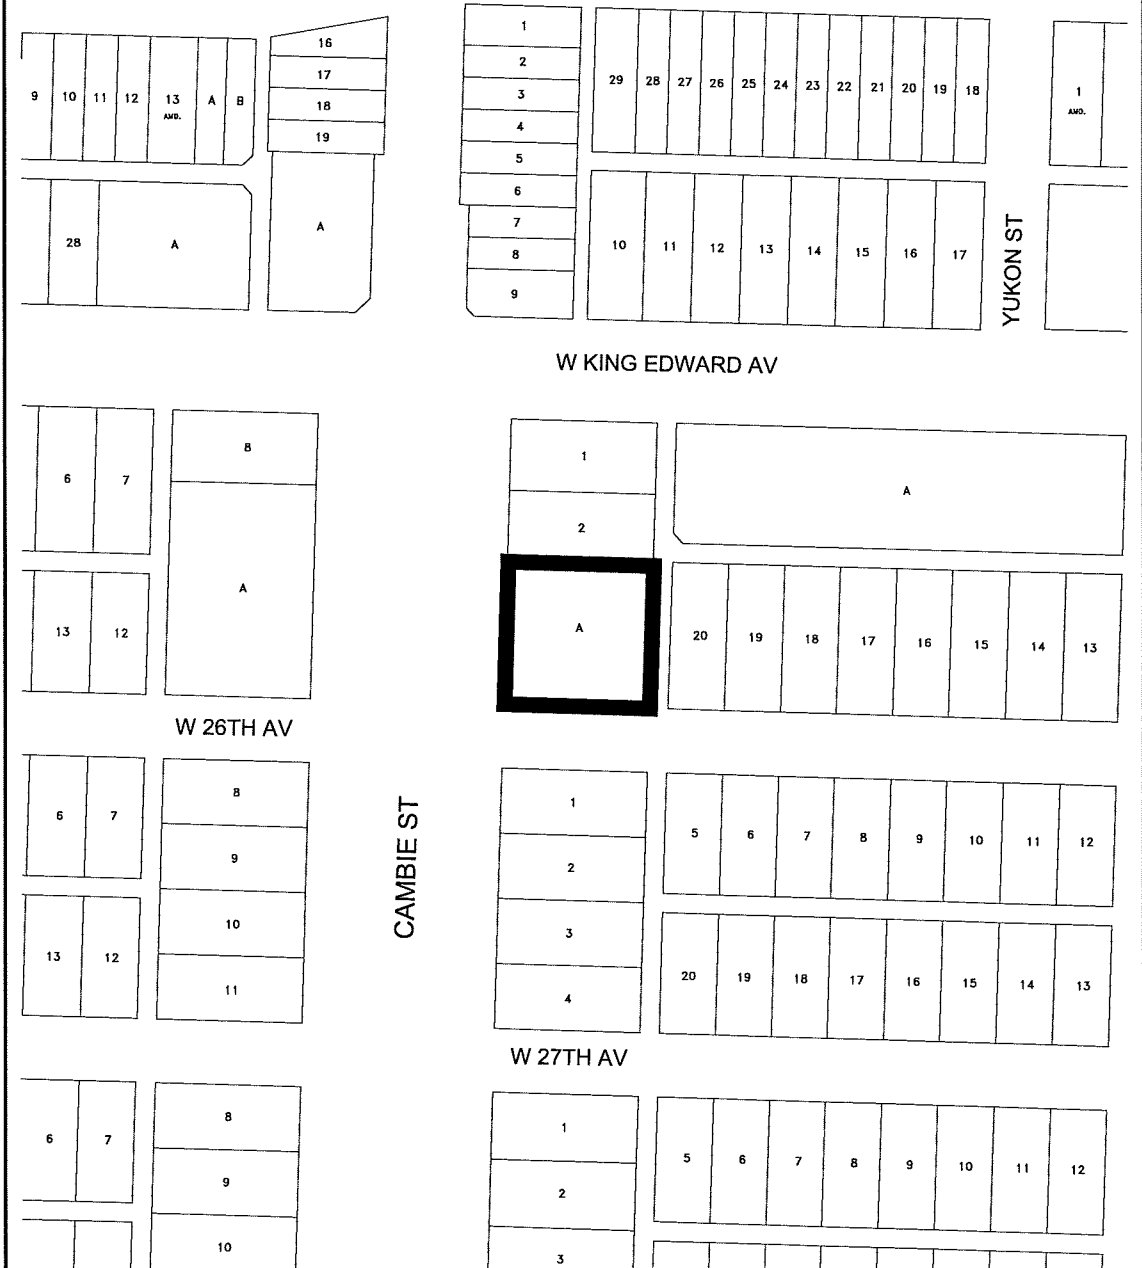 16
17
18
19
9 10 11 12 13 A B
AMD.
28 A
A
1
2
3
4
5
6
7
8
9
29 28 27 26 25 24 23 22 21 20 19 18
10 11 12 13 14 15 16 17
YUKON ST
1
AMD.
W KING EDWARD AV
6 7
B
A
13 12
1
2
A
A
20 19 18 17 16 15 14 13
W 26TH AV
CAMBIE ST
6 7
8
9
10
11
13 12
1
2
3
4
5 6 7 8 9 10 11 12
20 19 18 17 16 15 14 13
W 27TH AV
6 7
8
9
10
1
2
3
5 6 7 8 9 10 11 12